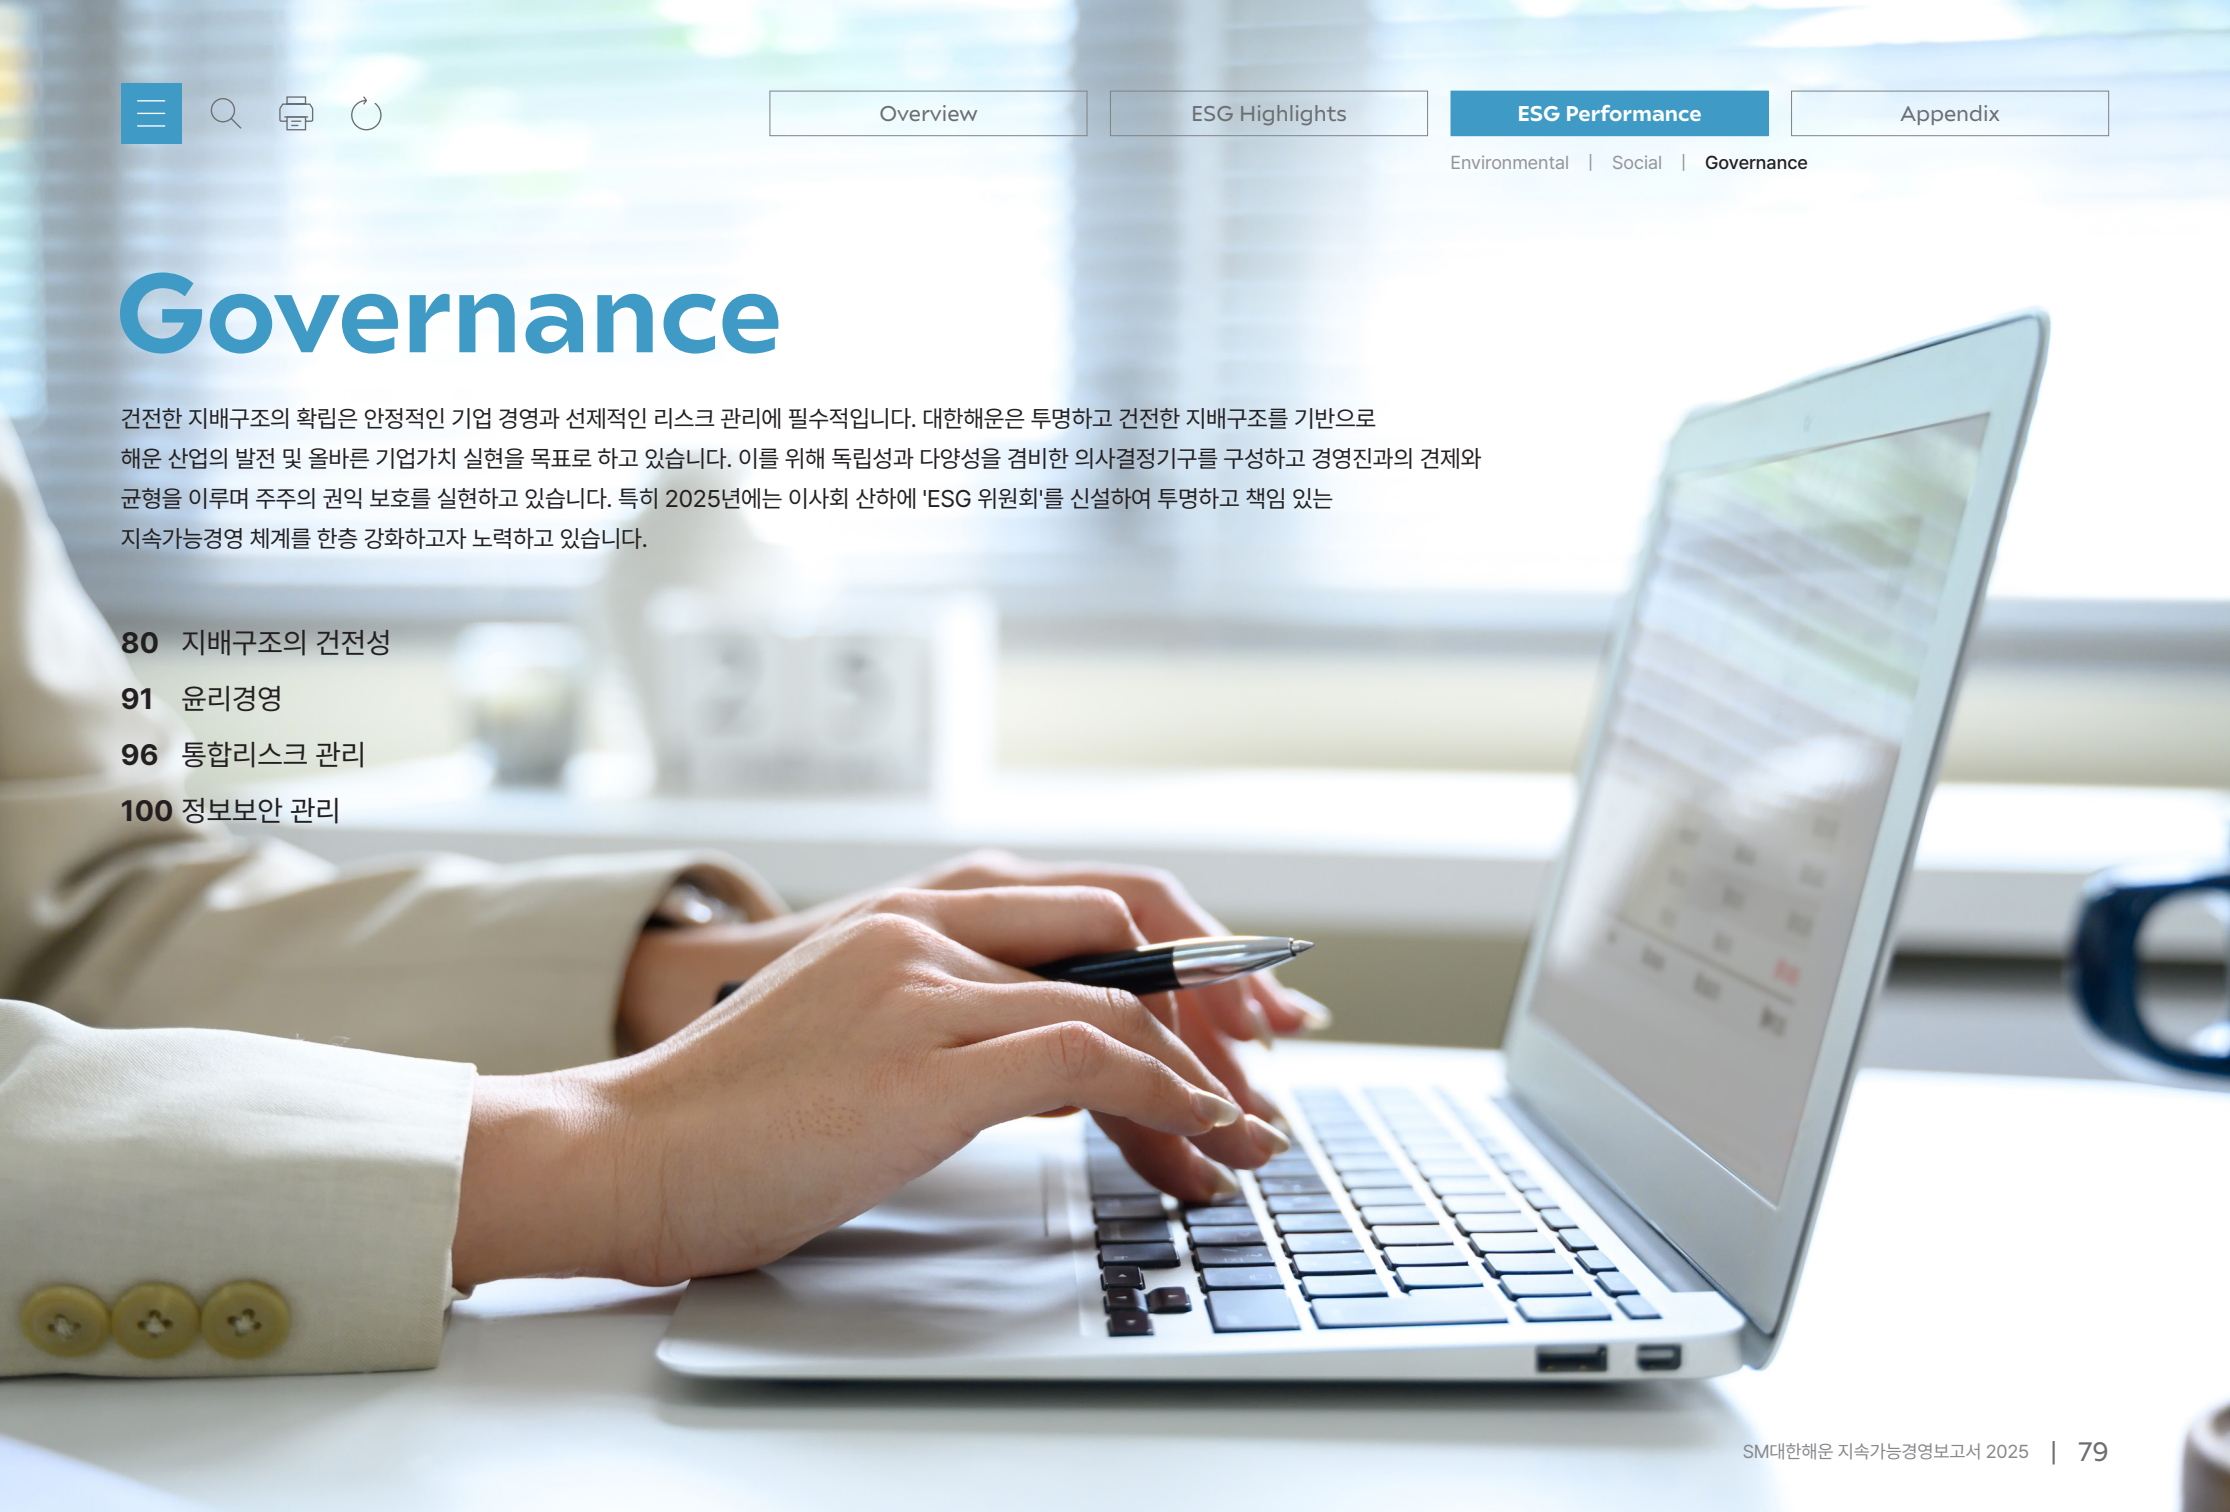 Overview
ESG Highlights
ESG Performance
Appendix
Environmental | Social | Governance
Governance
건전한 지배구조의 확립은 안정적인 기업 경영과 선제적인 리스크 관리에 필수적입니다. 대한해운은 투명하고 건전한 지배구조를 기반으로
해운 산업의 발전 및 올바른 기업가치 실현을 목표로 하고 있습니다. 이를 위해 독립성과 다양성을 겸비한 의사결정기구를 구성하고 경영진과의 견제와
균형을 이루며 주주의 권익 보호를 실현하고 있습니다. 특히 2025년에는 이사회 산하에 'ESG 위원회'를 신설하여 투명하고 책임 있는
지속가능경영 체계를 한층 강화하고자 노력하고 있습니다.
80 지배구조의 건전성
91 윤리경영
96 통합리스크 관리
100 정보보안 관리
SM대한해운 지속가능경영보고서 2025 | 79